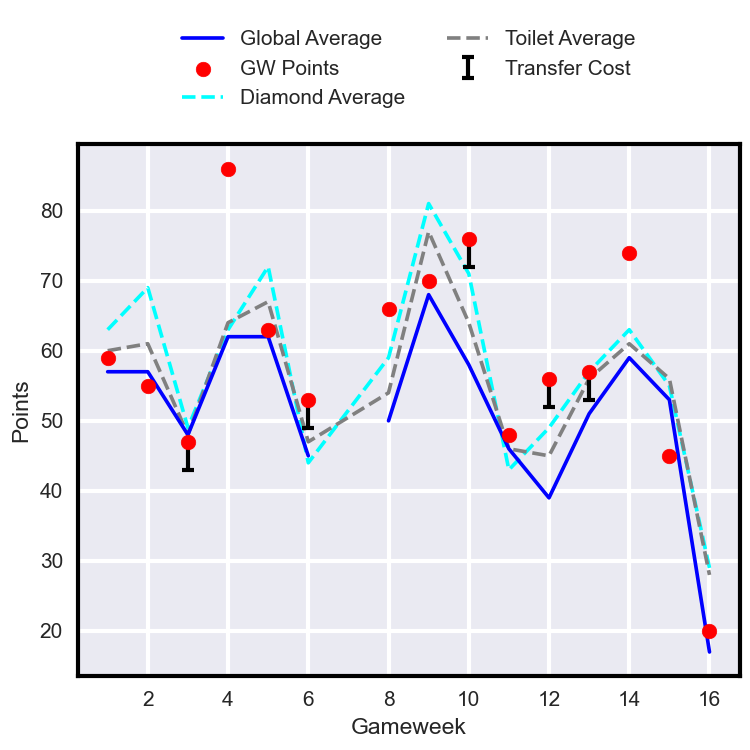 Global Average
GW Points
Diamond Average
Toilet Average
Transfer Cost
80
70
60
50
40
30
20
Points
2 4 6 8 10 12 14 16
Gameweek